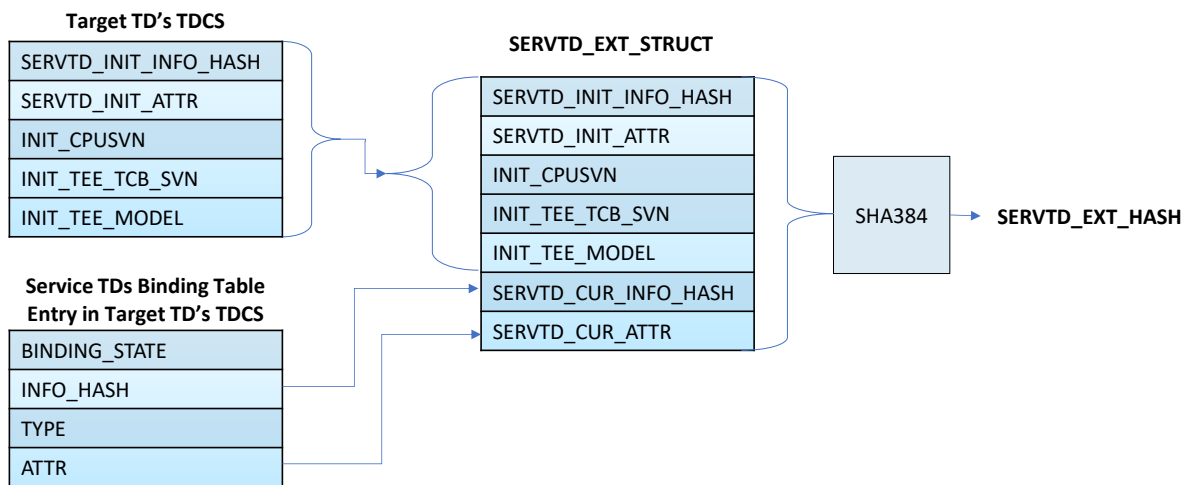 Target TD’s TDCS
SERVTD_INIT_INFO_HASH
SERVTD_INIT_ATTR
INIT_CPUSVN
INIT_TEE_TCB_SVN
INIT_TEE_MODEL
Service TDs Binding Table
Entry in Target TD’s TDCS
BINDING_STATE
INFO_HASH
TYPE
ATTR
SERVTD_EXT_STRUCT
SERVTD_INIT_INFO_HASH
SERVTD_INIT_ATTR
INIT_CPUSVN
INIT_TEE_TCB_SVN
INIT_TEE_MODEL
SERVTD_CUR_INFO_HASH
SERVTD_CUR_ATTR
SHA384
SERVTD_EXT_HASH